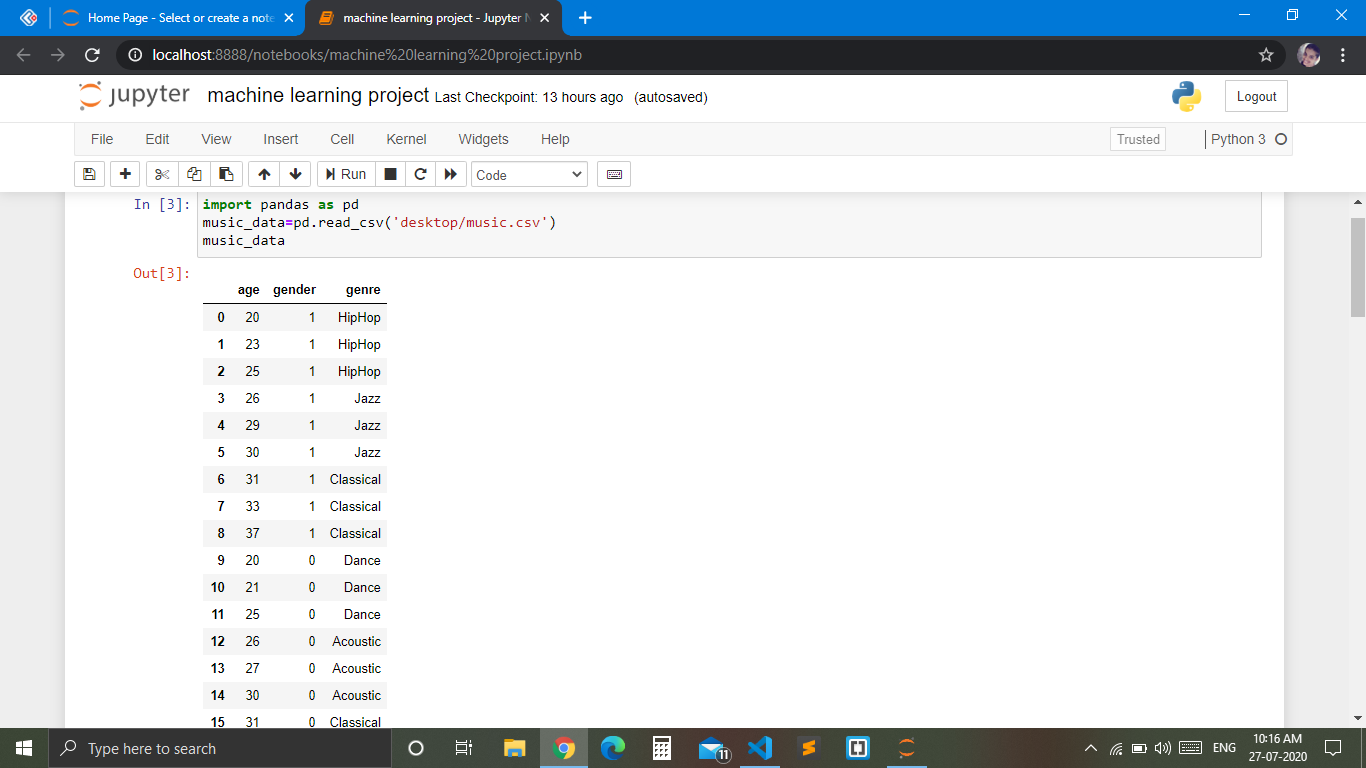 Home Page - Select or create a note
machine learning project - Jupyter N
localhost:8888/notebooks/machine%20learning%20project.ipynb
jupyter machine learning project Last Checkpoint: 13 hours ago (autosaved)
Logout
File Edit View Insert Cell Kernel Widgets Help
Trusted Python 3
Run Code
In [3]: import pandas as pd
music_data=pd.read_csv('desktop/music.csv')
music_data
Out[3]:
age gender genre
0 20 1 HipHop
1 23 1 HipHop
2 25 1 HipHop
3 26 1 Jazz
4 29 1 Jazz
5 30 1 Jazz
6 31 1 Classical
7 33 1 Classical
8 37 1 Classical
9 20 0 Dance
10 21 0 Dance
11 25 0 Dance
12 26 0 Acoustic
13 27 0 Acoustic
14 30 0 Acoustic
15 31 0 Classical
Type here to search
11
ENG
10:16 AM
27-07-2020